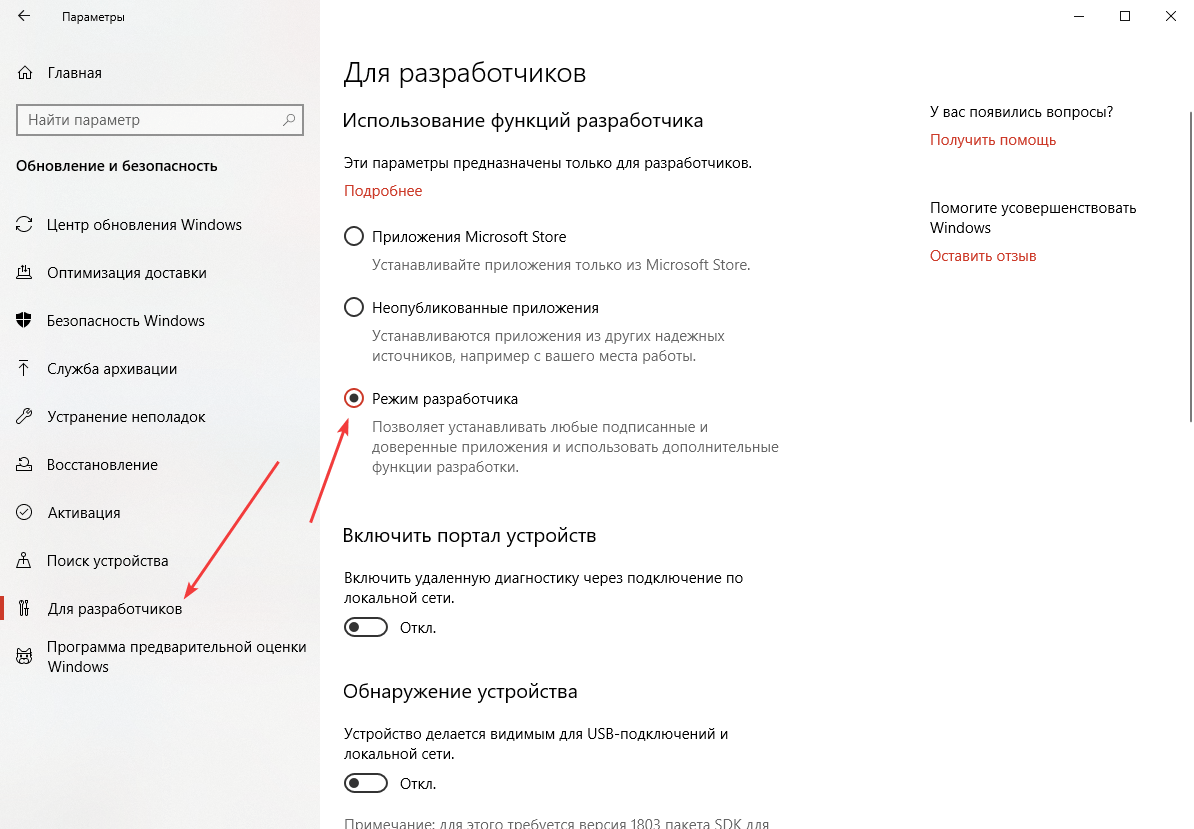 Параметры
Главная
Найти параметр
Обновление и безопасность
Центр обновления Windows
Оптимизация доставки
Безопасность Windows
Служба архивации
Устранение неполадок
Восстановление
Активация
Поиск устройства
Для разработчиков
Программа предварительной оценки
Windows
Для разработчиков
Использование функций разработчика
Эти параметры предназначены только для разработчиков.
Подробнее
Приложения Microsoft Store
Устанавливайте приложения только из Microsoft Store.
Неопубликованные приложения
Устанавливаются приложения из других надежных
источников, например с вашего места работы.
Режим разработчика
Позволяет устанавливать любые подписанные и
доверенные приложения и использовать дополнительные
функции разработки.
Включить портал устройств
Включить удаленную диагностику через подключение по
локальной сети.
Откл.
Обнаружение устройства
Устройство делается видимым для USB-подключений и
локальной сети.
Откл.
Примечание: для этого требуется версия 1803 пакета SDK для
У вас появились вопросы?
Получить помощь
Помогите усовершенствовать
Windows
Оставить отзыв